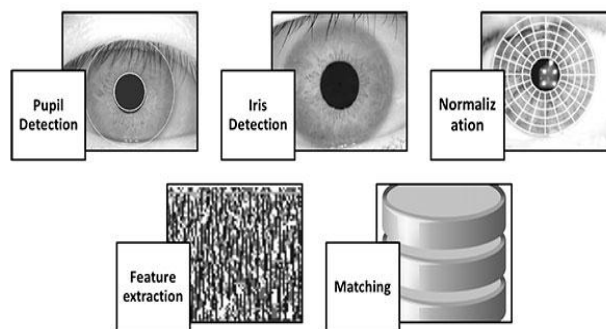 Pupil
Detection
Iris
Detection
Normaliz
ation
Feature
extraction
Matching